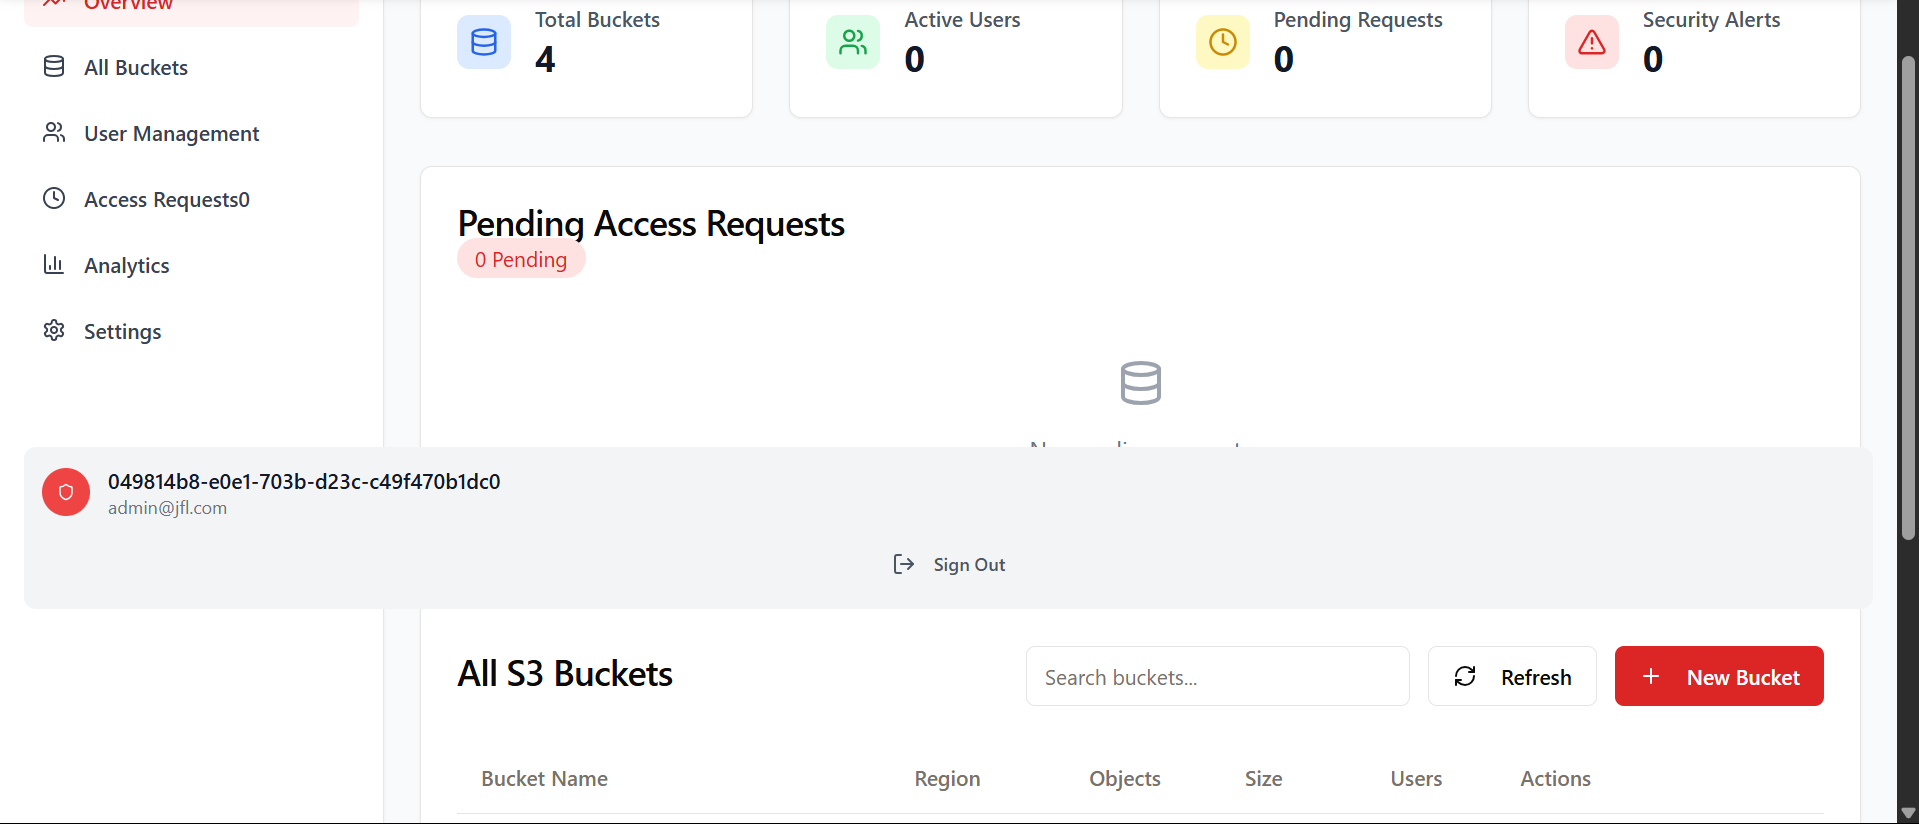 Overview
All Buckets
User Management
Access Requests0
Analytics
Settings
Total Buckets
4
Active Users
0
Pending Requests
0
Security Alerts
0
Pending Access Requests
0 Pending
049814b8-e0e1-703b-d23c-c49f470b1dc0
admin@jfl.com
Sign Out
All S3 Buckets
Search buckets...
Refresh
New Bucket
Bucket Name Region Objects Size Users Actions